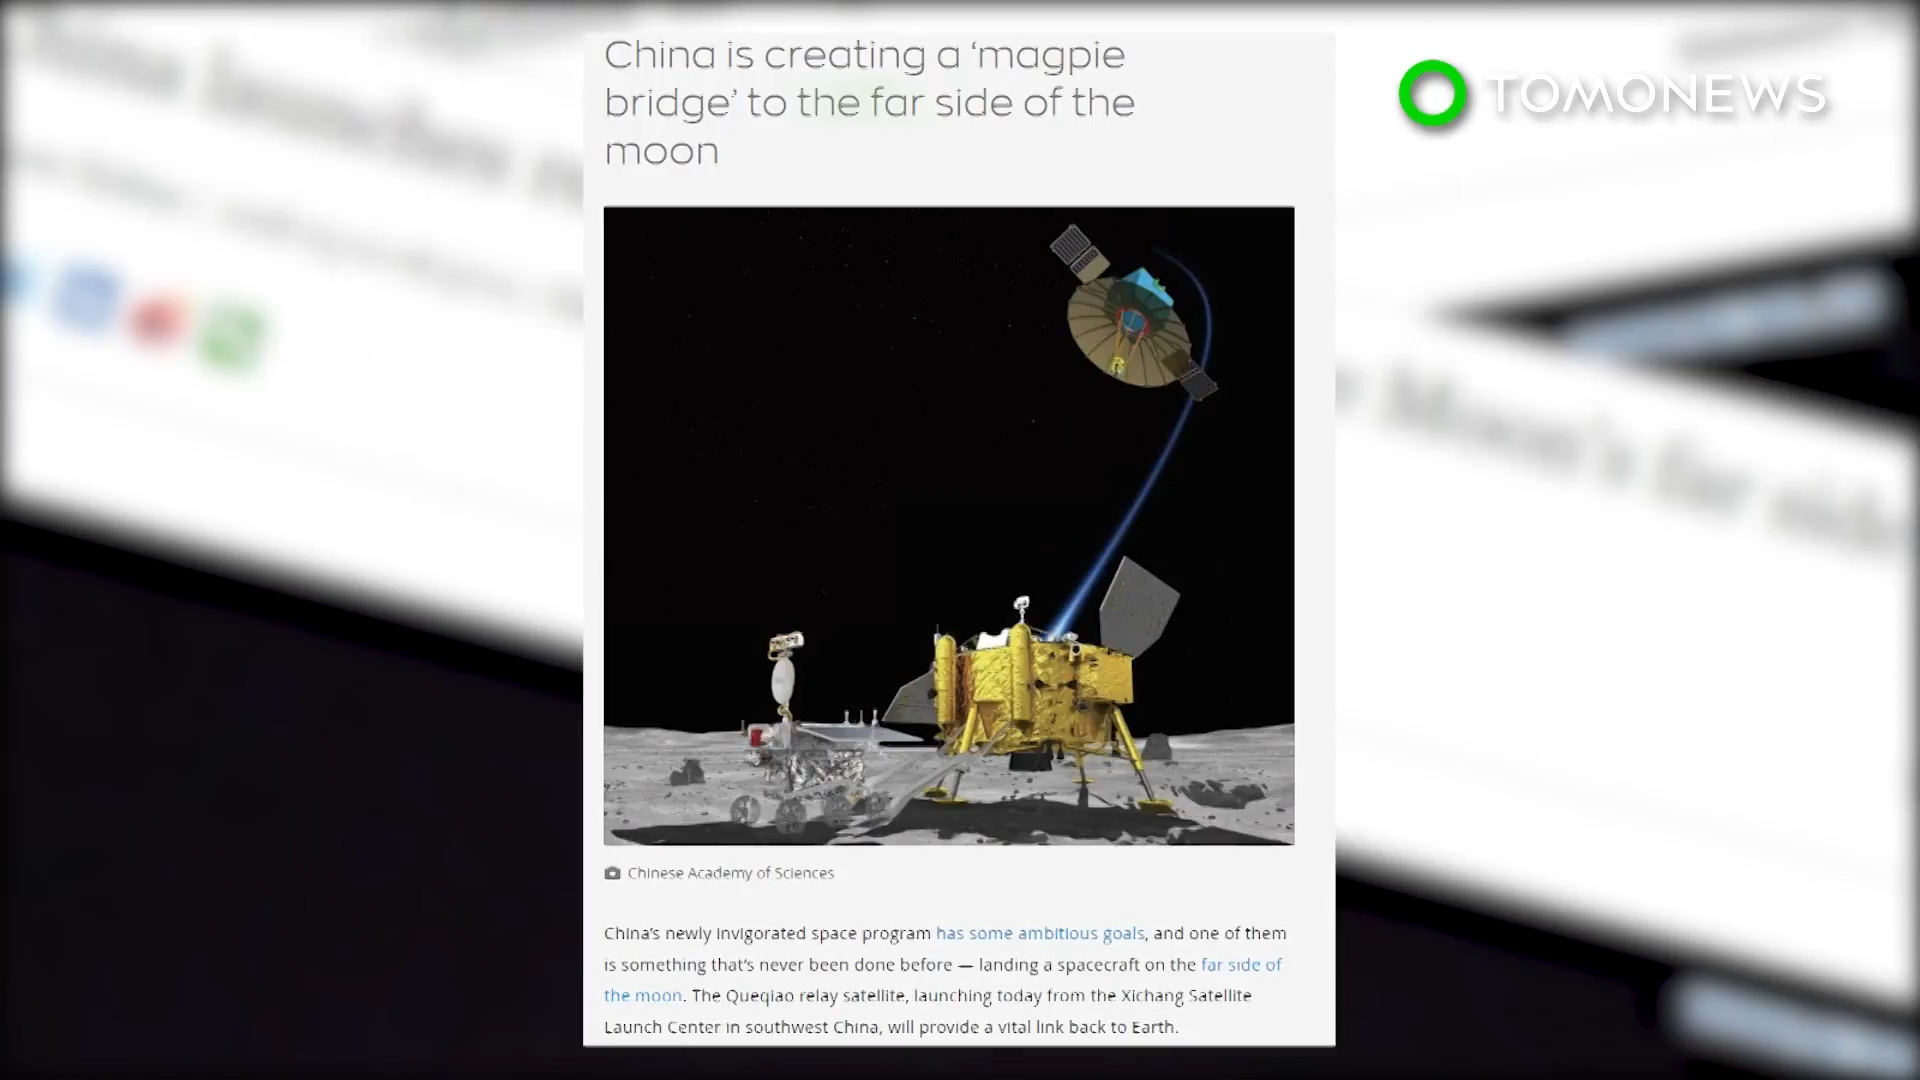 China is creating a ‘magpie
bridge’ to the far side of the
moon
TOMONEWS
Chinese Academy of Sciences
China’s newly invigorated space program has some ambitious goals, and one of them
is something that’s never been done before — landing a spacecraft on the far side of
the moon. The Queqiao relay satellite, launching today from the Xichang Satellite
Launch Center in southwest China, will provide a vital link back to Earth.
Moon's far side